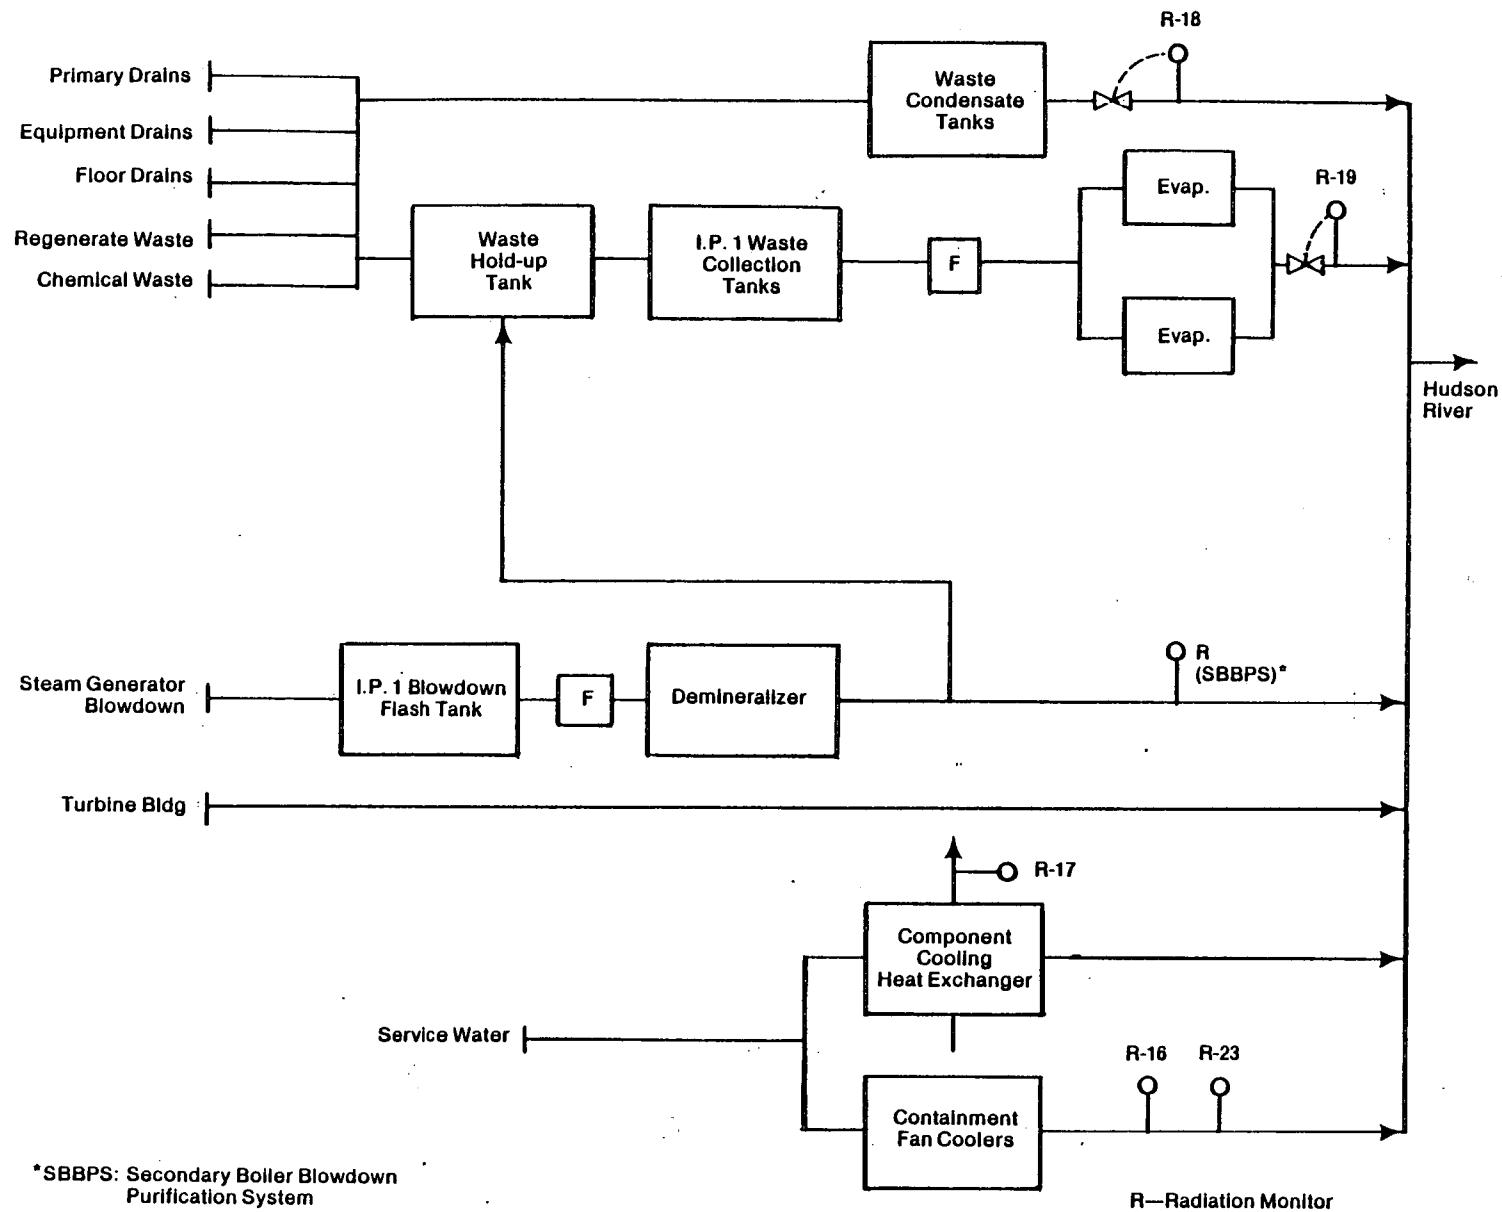 R-18
Primary Drains
Waste
Condensate
Tanks
Equipment Drains
Floor Drains
Regenerate Waste
Chemical Waste
Waste
Hold-up
Tank
I.P. 1 Waste
Collection
Tanks
F
Evap.
Evap.
R-19
Hudson
River
Steam Generator
Blowdown
I.P. 1 Blowdown
Flash Tank
F
Demineralizer
R
(SBBPS)*
Turbine Bldg
R-17
Component
Cooling
Heat Exchanger
Service Water
R-16
R-23
Containment
Fan Coolers
*SBBPS: Secondary Boiler Blowdown
Purification System
R—Radiation Monitor